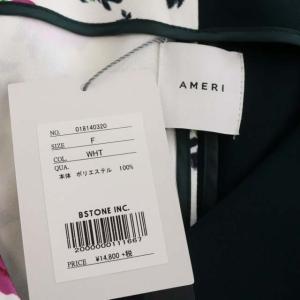 AMERI
NO. 018140320
SIZE F
COL. WHT
QUA.
本体 ポリエステル 100%
BSTONE INC.
2000000111667
PRICE ¥14,800 +税